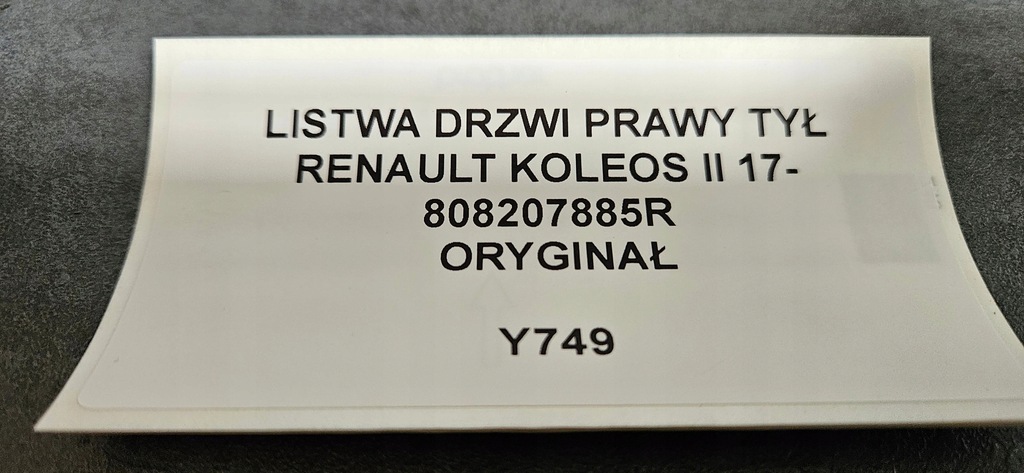 LISTWA DRZWI PRAWY TYŁ
RENAULT KOLEOS II 17-
808207885R
ORYGINAŁ
Y749